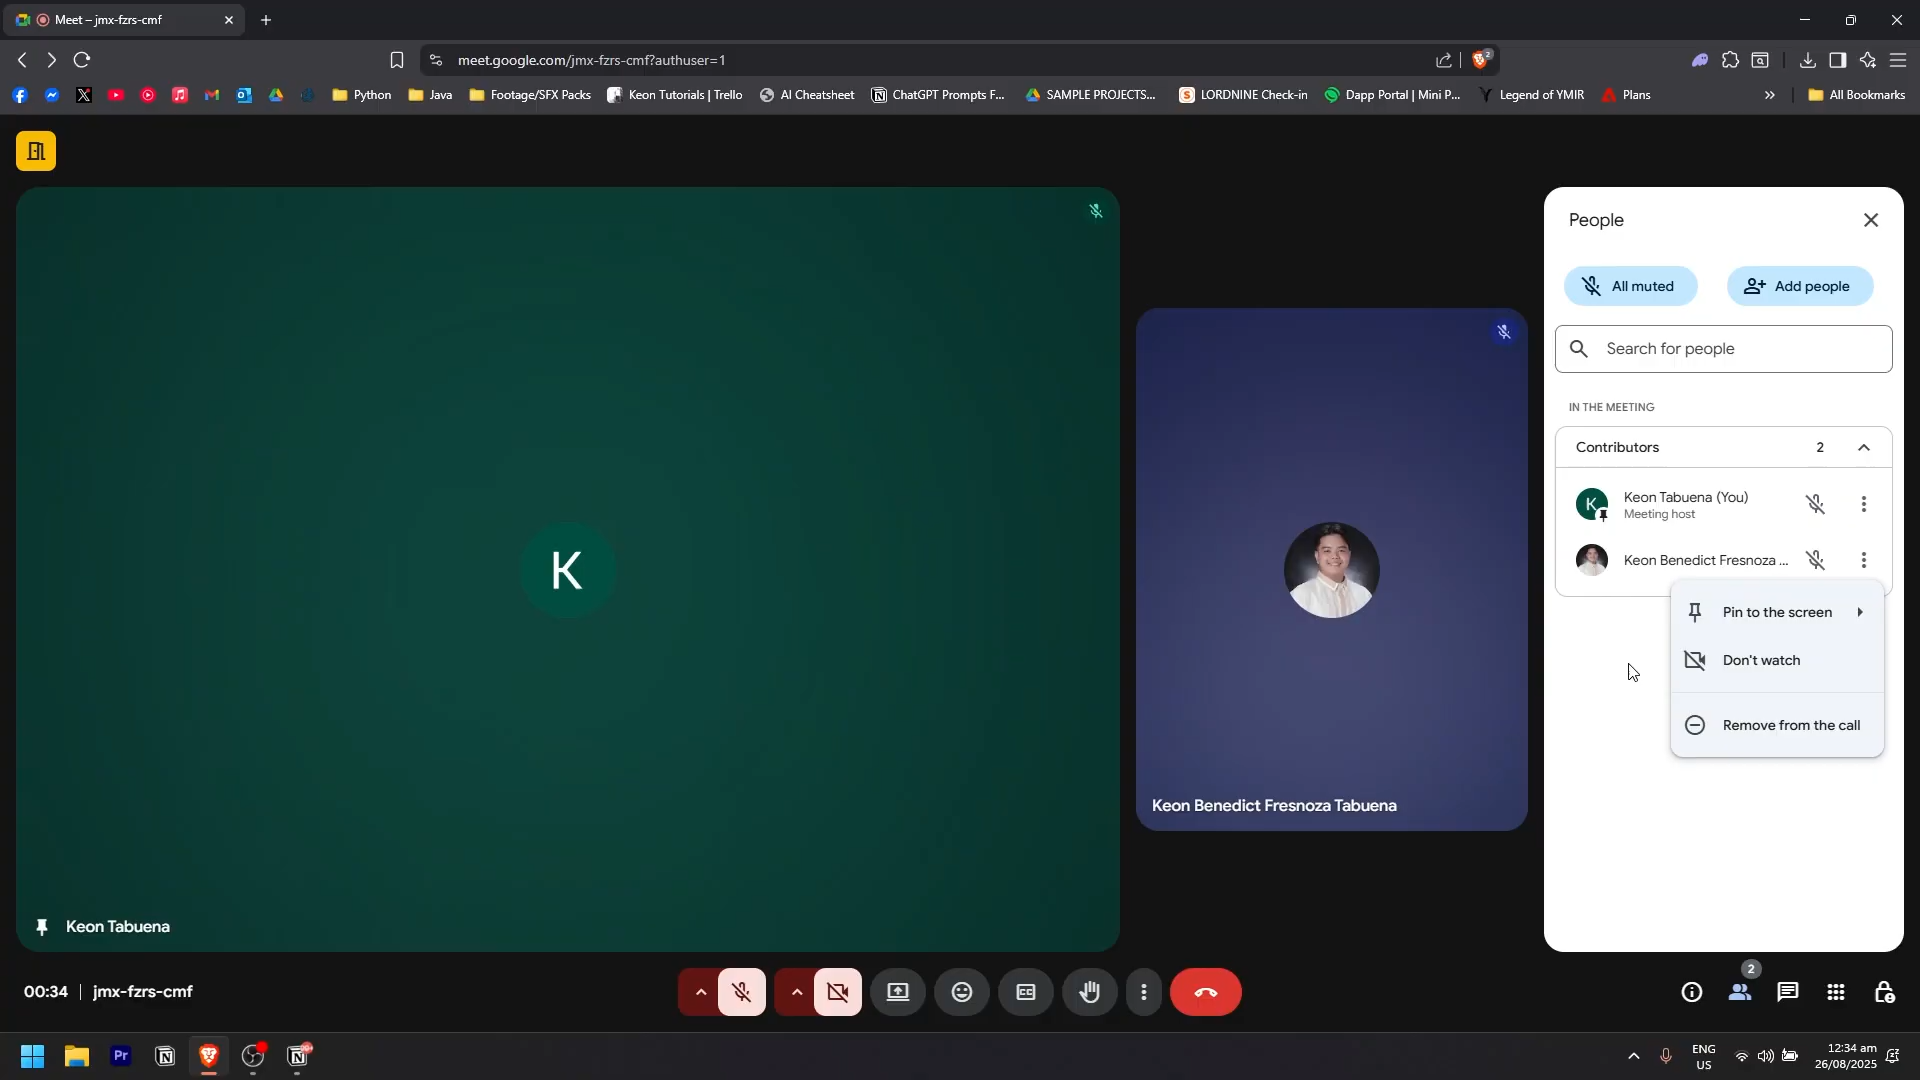 Meet – jmx-fzrs-cmf
meet.google.com/jmx-fzrs-cmf?authuser=1
2
Python
Java
Footage/SFX Packs
Keon Tutorials | Trello
AI Cheatsheet
ChatGPT Prompts F...
SAMPLE PROJECTS...
LORDNINE Check-in
Dapp Portal | Mini P...
Legend of YMIR
Plans
All Bookmarks
People
All muted
Add people
Search for people
IN THE MEETING
Contributors 2
K
Keon Tabuena (You)
Meeting host
Keon Benedict Fresnoza ...
Pin to the screen
Don't watch
Remove from the call
K
Keon Benedict Fresnoza Tabuena
Keon Tabuena
00:34 | jmx-fzrs-cmf
CC
2
Pr
ENG
US
12:34 am
26/08/2025